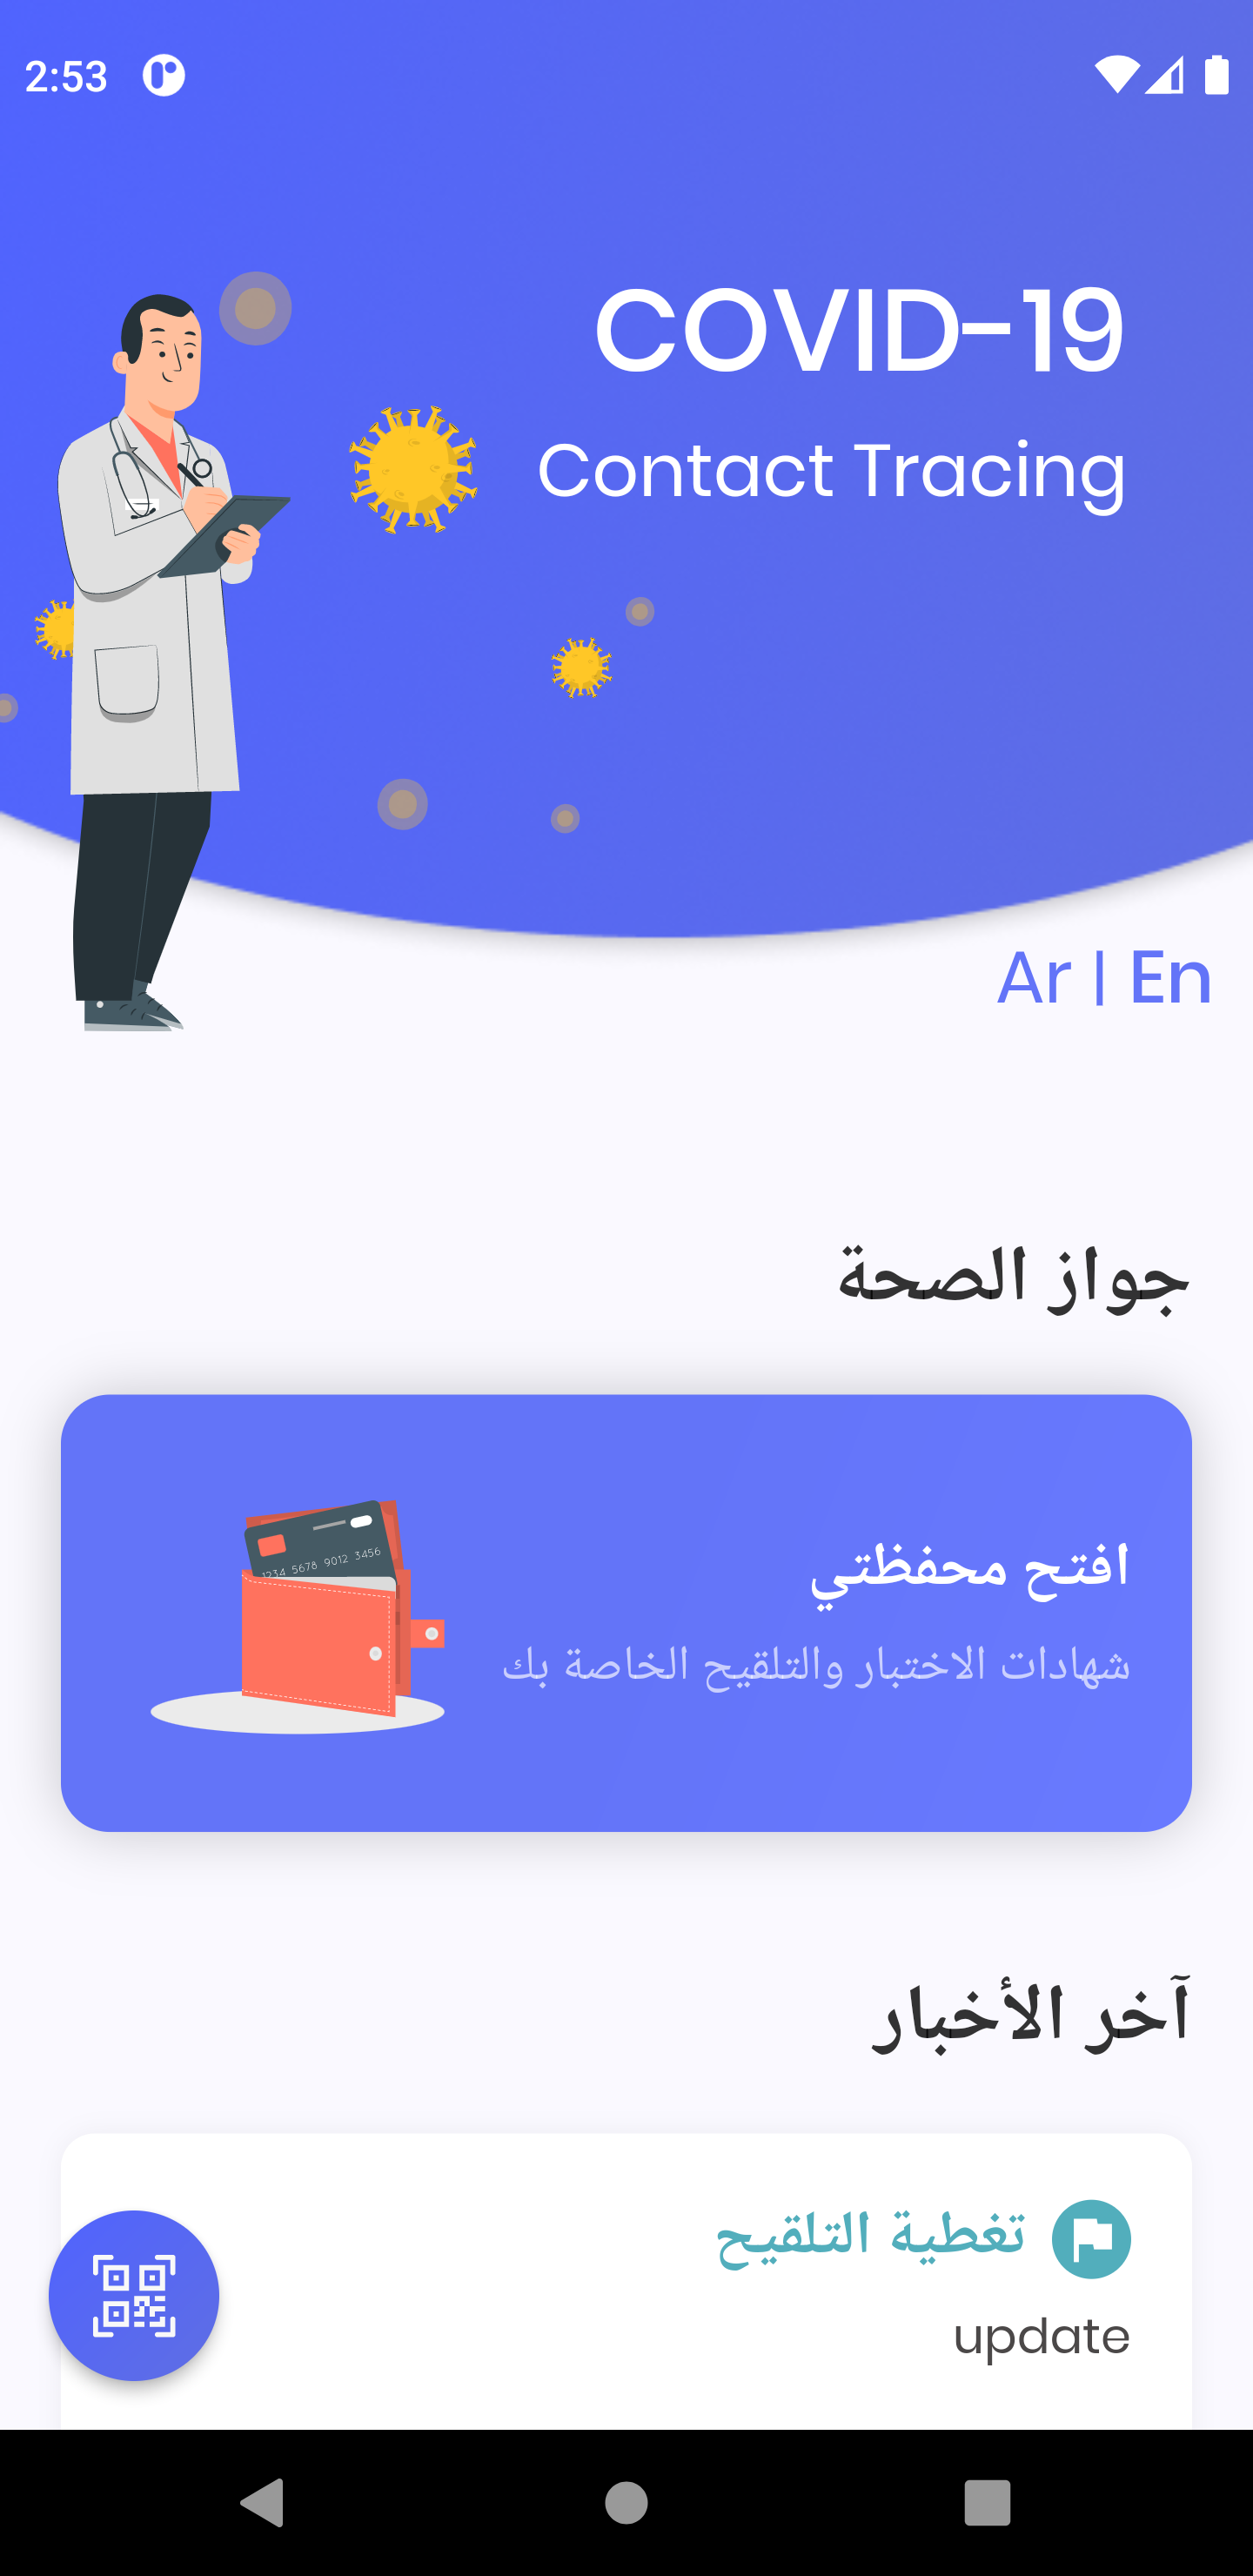 2:53
COVID-19
Contact Tracing
Ar | En
جواز الصحة
افتح محفظتي
شهادات الاختبار والتلقيح الخاصة بك
1234 5678 9012 3456
آخر الأخبار
تغطية التلقيح
update